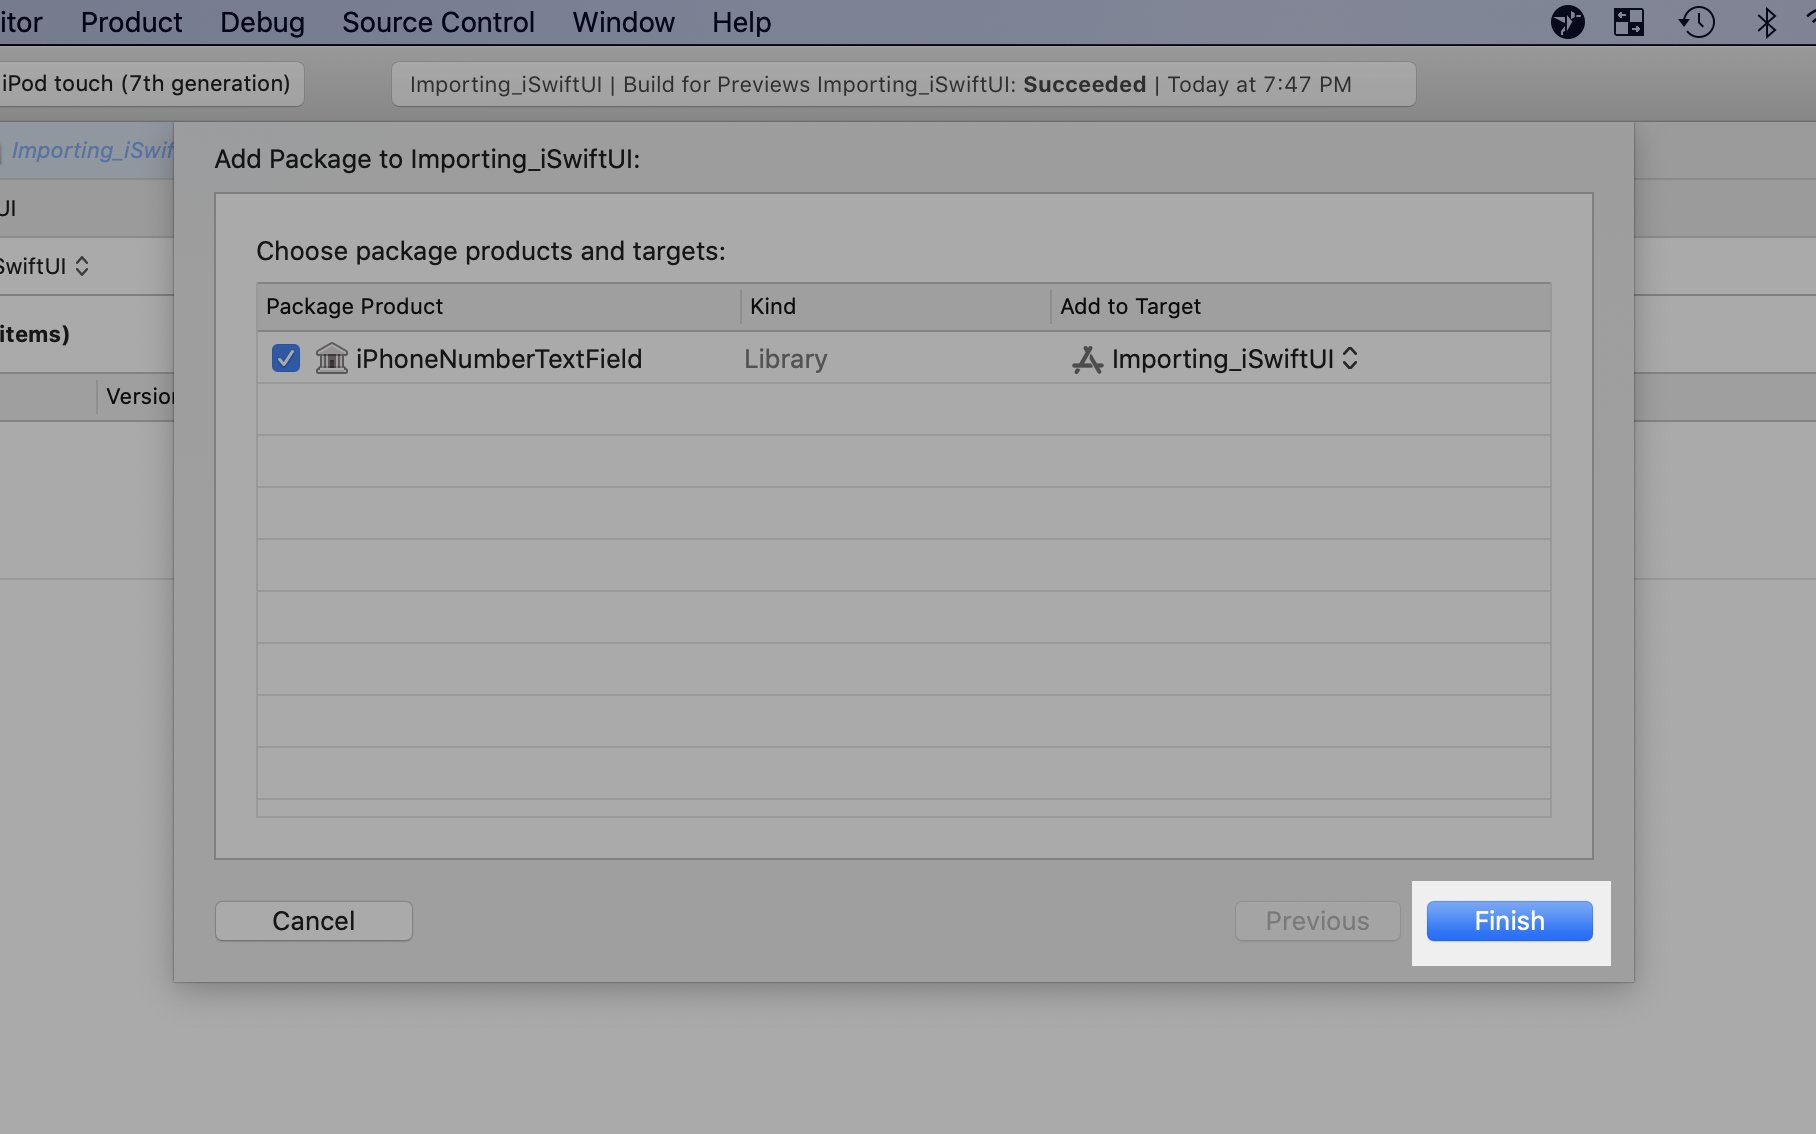 itor Product Debug Source Control Window Help
iPod touch (7th generation)
Importing_iSwiftUI | Build for Previews Importing_iSwiftUI: Succeeded | Today at 7:47 PM
Importing_iSwif
UI
SwiftUI
items)
Version
Add Package to Importing_iSwiftUI:
Choose package products and targets:
Package Product Kind Add to Target
iPhoneNumberTextField Library Importing_iSwiftUI
Cancel Previous Finish